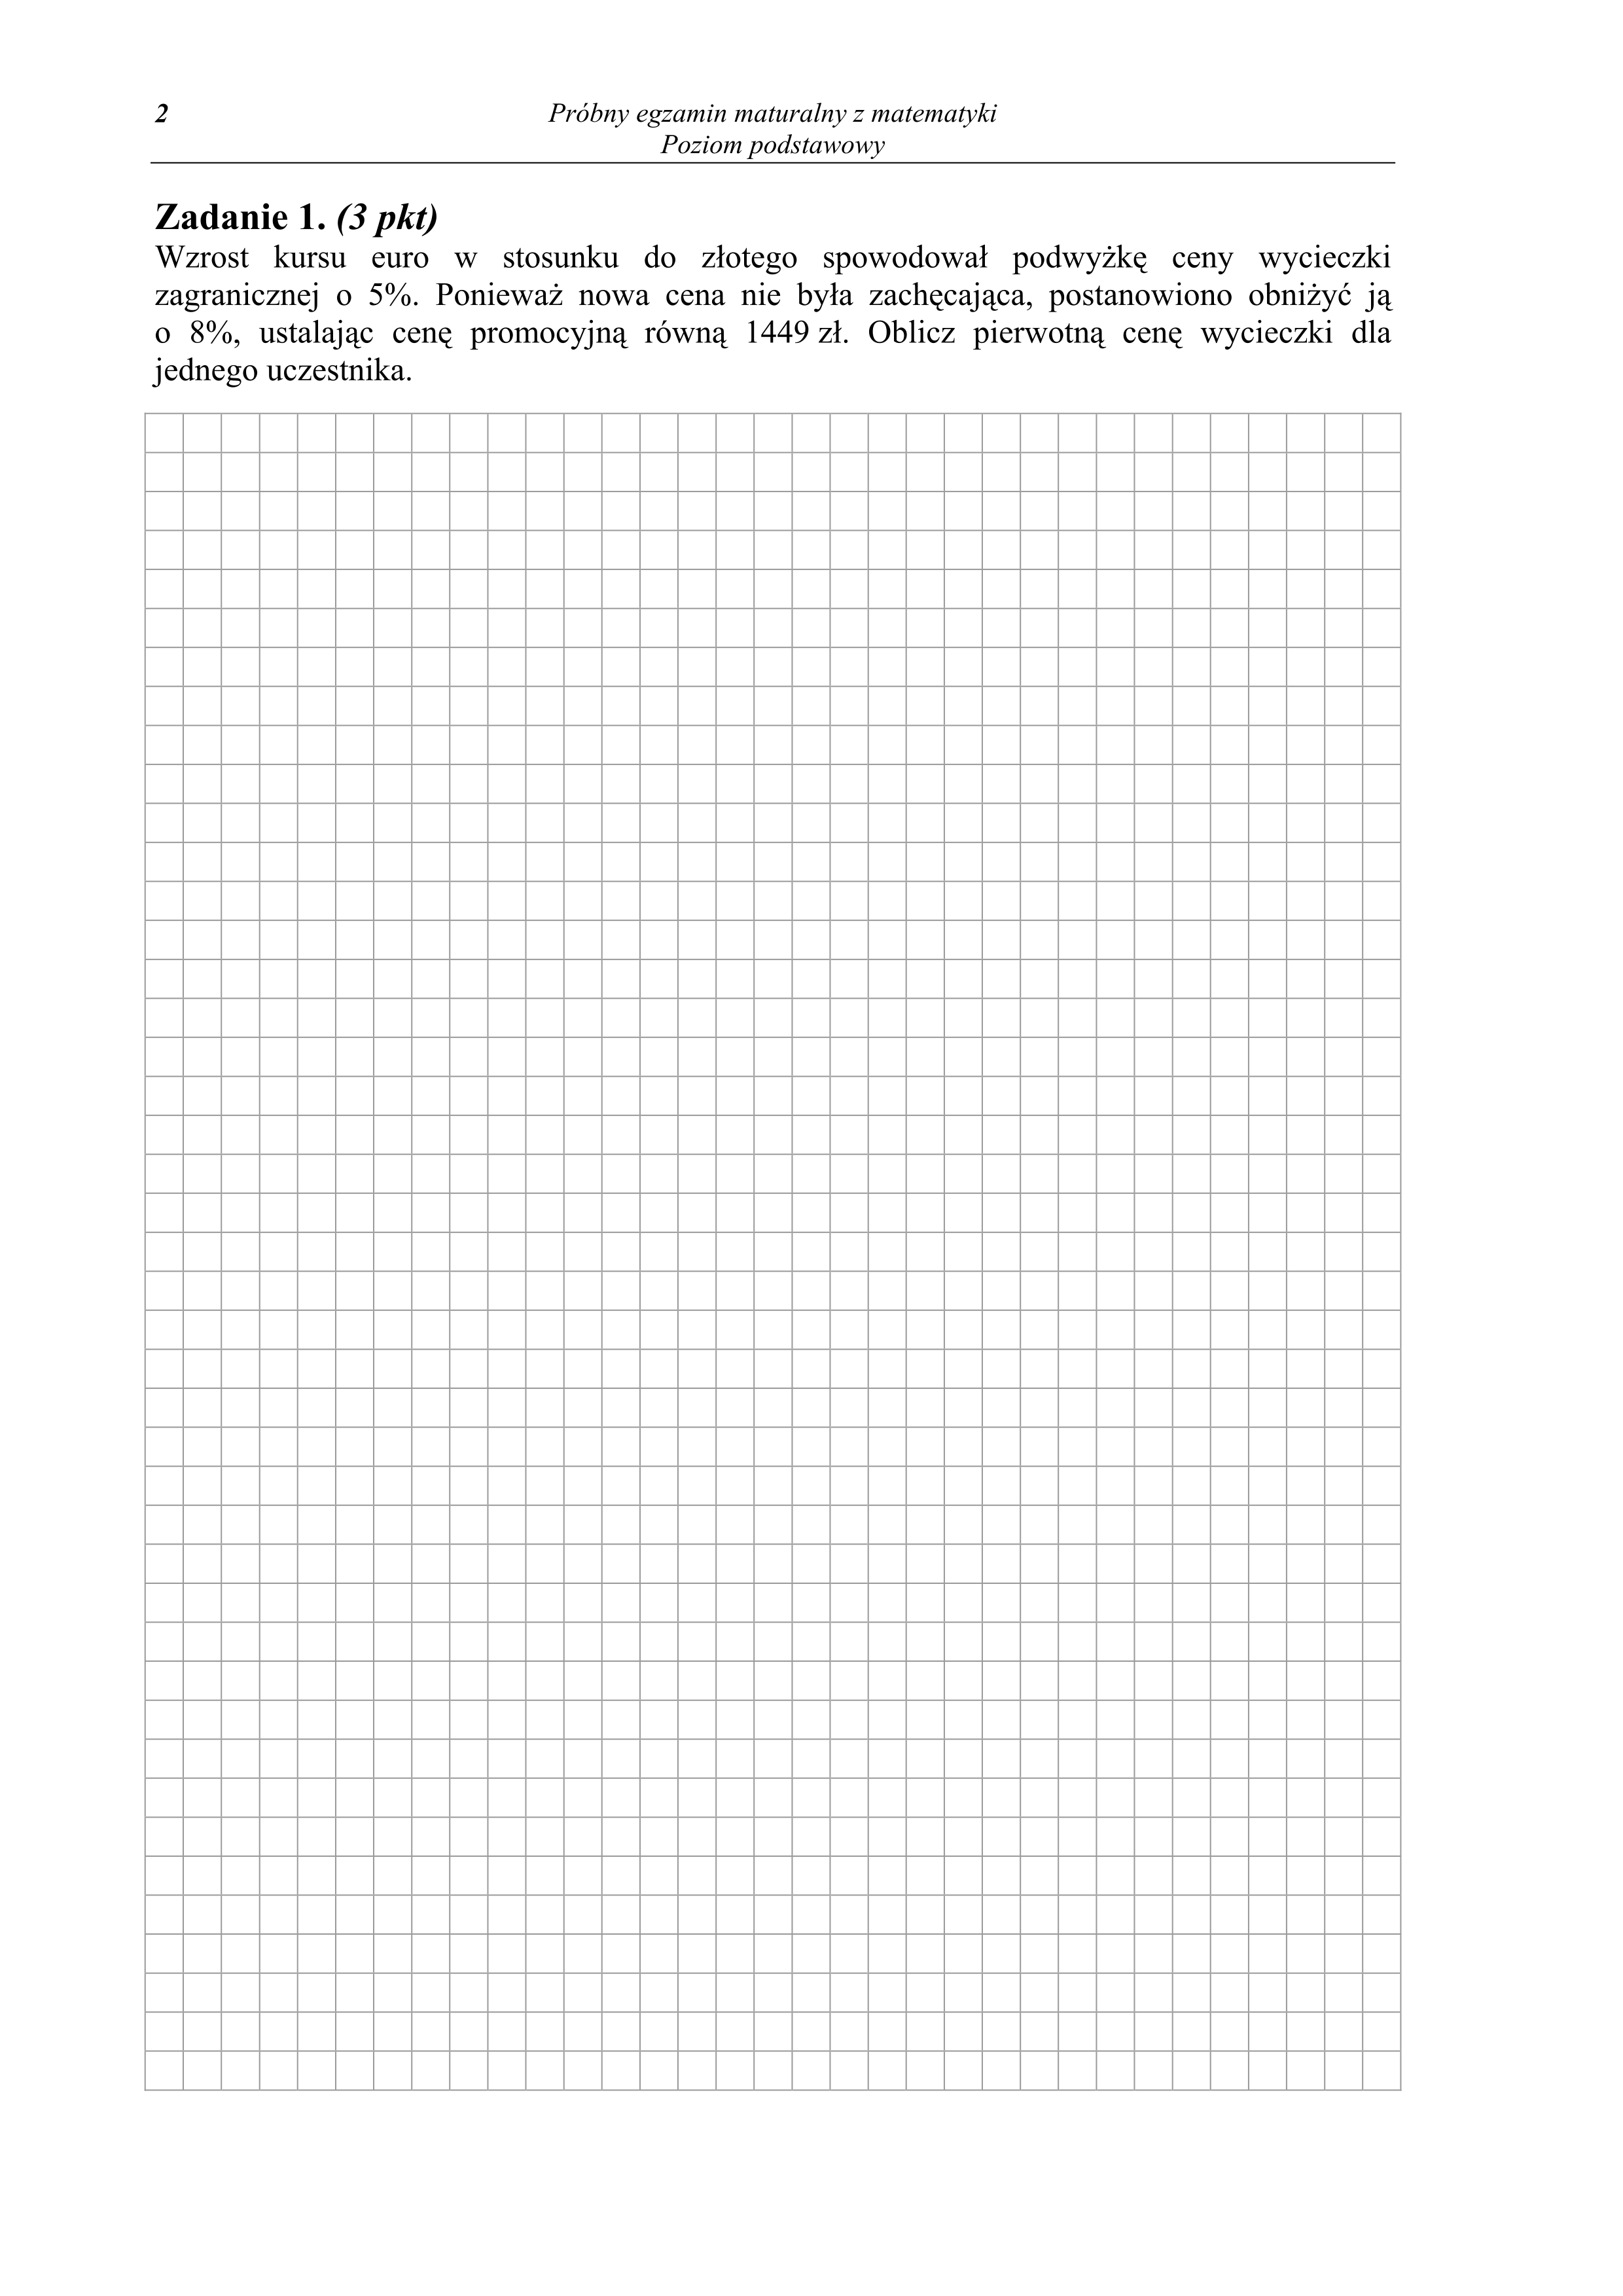 2
Próbny egzamin maturalny z matematyki
Poziom podstawowy
Zadanie 1. (3 pkt)
Wzrost kursu euro w stosunku do złotego spowodował podwyżkę ceny wycieczki
zagranicznej o 5%. Ponieważ nowa cena nie była zachęcająca, postanowiono obniżyć ją
o 8%, ustalając cenę promocyjną równą 1449 zł. Oblicz pierwotną cenę wycieczki dla
jednego uczestnika.